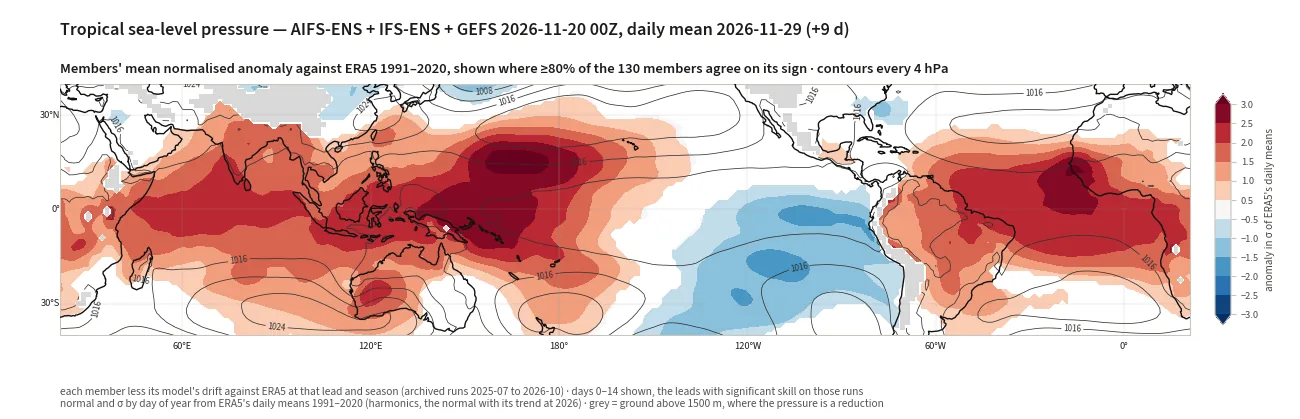 Tropical sea-level pressure — AIFS-ENS + IFS-ENS + GEFS 2026-11-20 00Z, daily mean 2026-11-29 (+9 d)
Members' mean normalised anomaly against ERA5 1991–2020, shown where ≥80% of the 130 members agree on its sign · contours every 4 hPa
1024
1008
1016
1016
1016
1024
1016
1016
30°N
0°
30°S
1016
1016
1016
1016
1016
1016
1016
1024
1016
60°E
120°E
180°
120°W
60°W
0°
3.0
2.5
2.0
1.5
1.0
0.5
−0.5
−1.0
−1.5
−2.0
−2.5
−3.0
anomaly in σ of ERA5's daily means
each member less its model's drift against ERA5 at that lead and season (archived runs 2025-07 to 2026-10) · days 0–14 shown, the leads with significant skill on those runs
normal and σ by day of year from ERA5's daily means 1991–2020 (harmonics, the normal with its trend at 2026) · grey = ground above 1500 m, where the pressure is a reduction